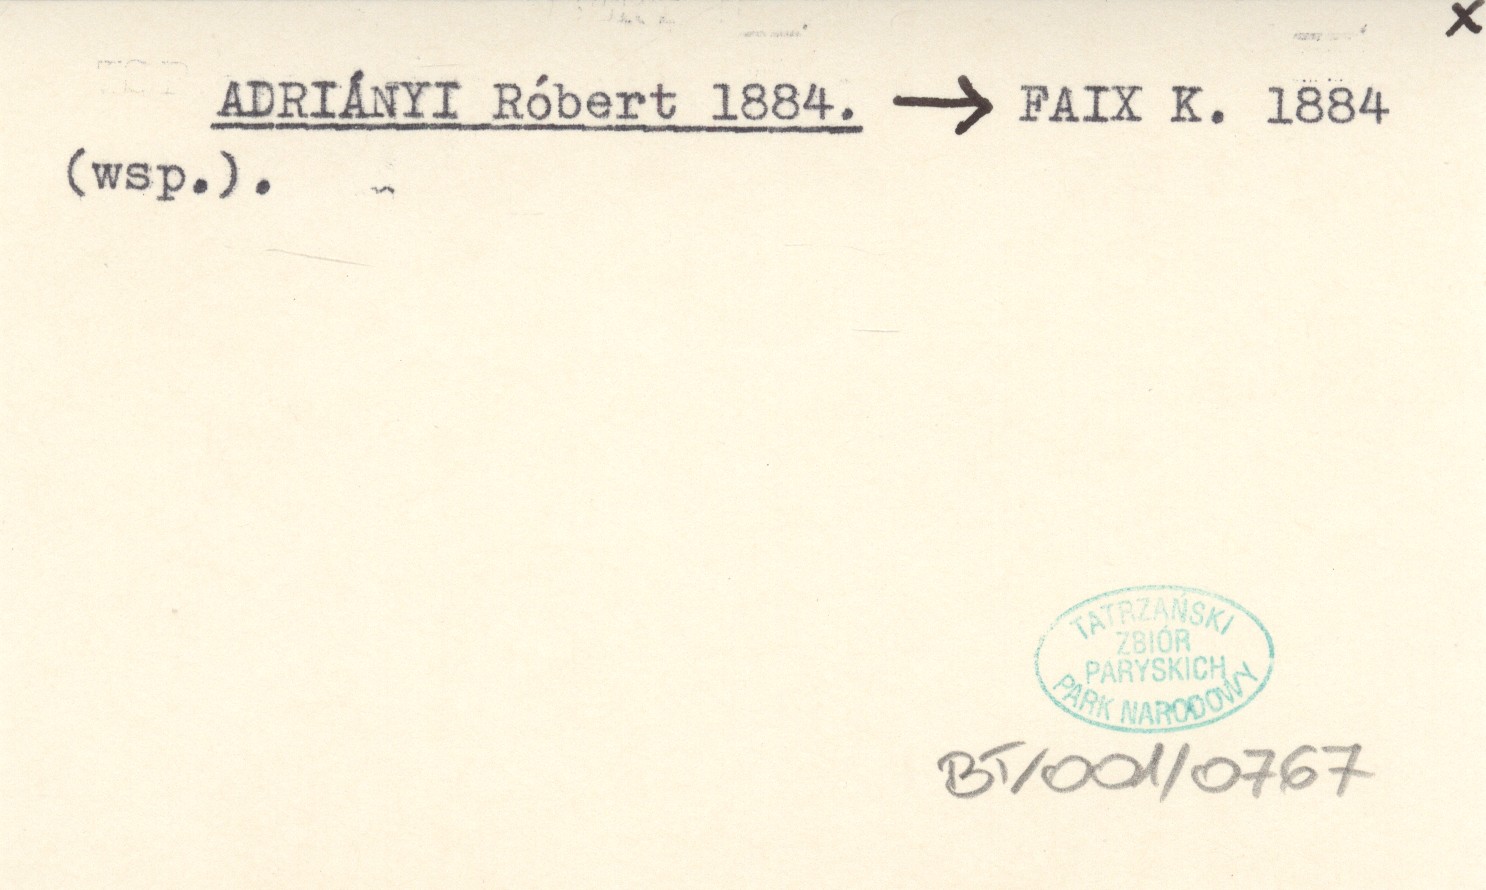 x
ADRIÁNYI Róbert 1884. → FAIX K. 1884
(wsp.).
TATRZAŃSKI
ZBIÓR
PARYSKICH
PARK NARODOWY
BT/001/0767